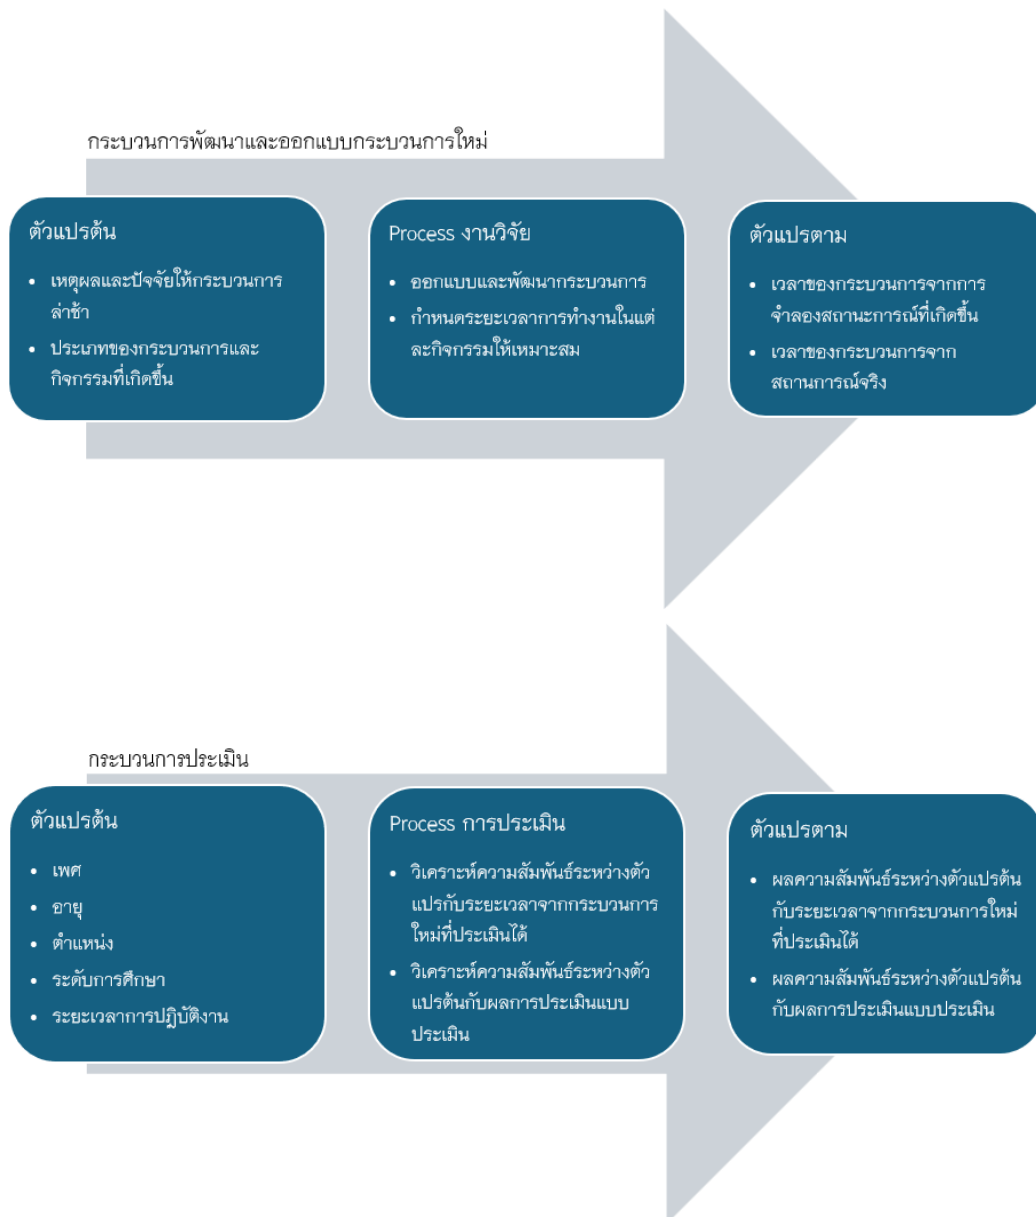 กระบวนการพัฒนาและออกแบบกระบวนการใหม่
ตัวแปรต้น
• เหตุผลและปัจจัยให้กระบวนการ
ล่าช้า
• ประเภทของกระบวนการและ
กิจกรรมที่เกิดขึ้น
Process งานวิจัย
• ออกแบบและพัฒนากระบวนการ
• กำหนดระยะเวลาการทำงานในแต่
ละกิจกรรมให้เหมาะสม
ตัวแปรตาม
• เวลาของกระบวนการจากการ
จำลองสถานะการณ์ที่เกิดขึ้น
• เวลาของกระบวนการจาก
สถานการณ์จริง
กระบวนการประเมิน
ตัวแปรต้น
• เพศ
• อายุ
• ตำแหน่ง
• ระดับการศึกษา
• ระยะเวลาการปฏิบัติงาน
Process การประเมิน
• วิเคราะห์ความสัมพันธ์ระหว่างตัว
แปรกับระยะเวลาจากกระบวนการ
ใหม่ที่ประเมินได้
• วิเคราะห์ความสัมพันธ์ระหว่างตัว
แปรต้นกับผลการประเมินแบบ
ประเมิน
ตัวแปรตาม
• ผลความสัมพันธ์ระหว่างตัวแปรต้น
กับระยะเวลาจากกระบวนการใหม่
ที่ประเมินได้
• ผลความสัมพันธ์ระหว่างตัวแปรต้น
กับผลการประเมินแบบประเมิน